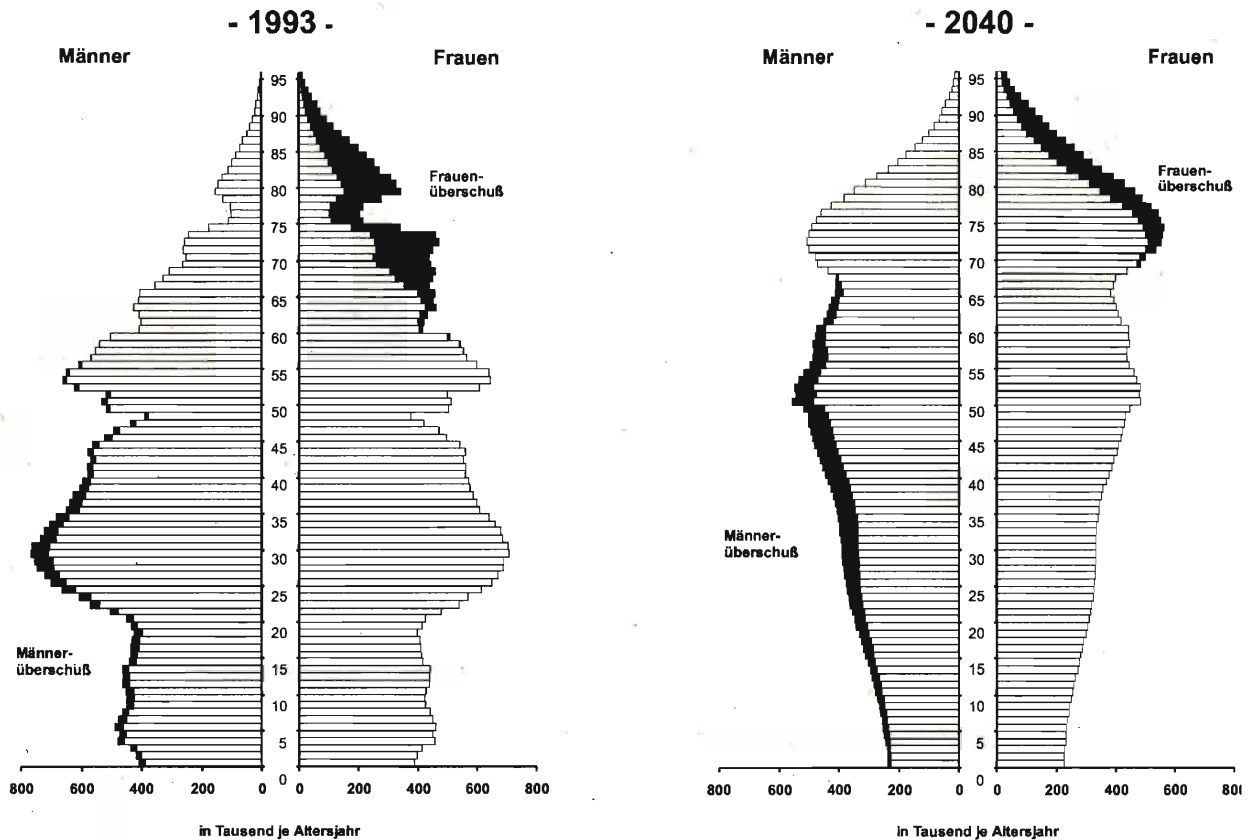 - 1993 -
Männer
Frauen
95
90
85
80
75
70
65
60
55
50
45
40
35
30
25
20
15
10
5
0
Frauen-
überschuß
Männer-
überschuß
800 600 400 200 0 0 200 400 600 800
in Tausend je Altersjahr
- 2040 -
Männer
Frauen
95
90
85
80
75
70
65
60
55
50
45
40
35
30
25
20
15
10
5
0
Frauen-
überschuß
Männer-
überschuß
800 600 400 200 0 0 200 400 600 80
in Tausend je Altersjahr